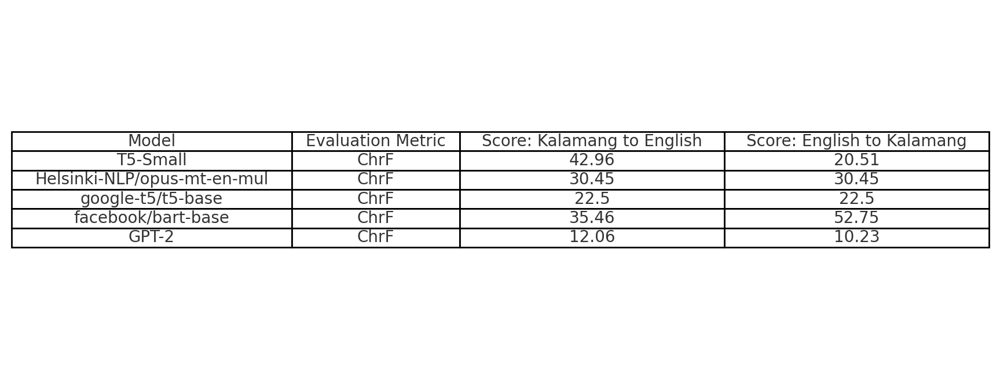 Model Evaluation Metric Score: Kalamang to English Score: English to Kalamang
T5-Small ChrF 42.96 20.51
Helsinki-NLP/opus-mt-en-mul ChrF 30.45 30.45
google-t5/t5-base ChrF 22.5 22.5
facebook/bart-base ChrF 35.46 52.75
GPT-2 ChrF 12.06 10.23